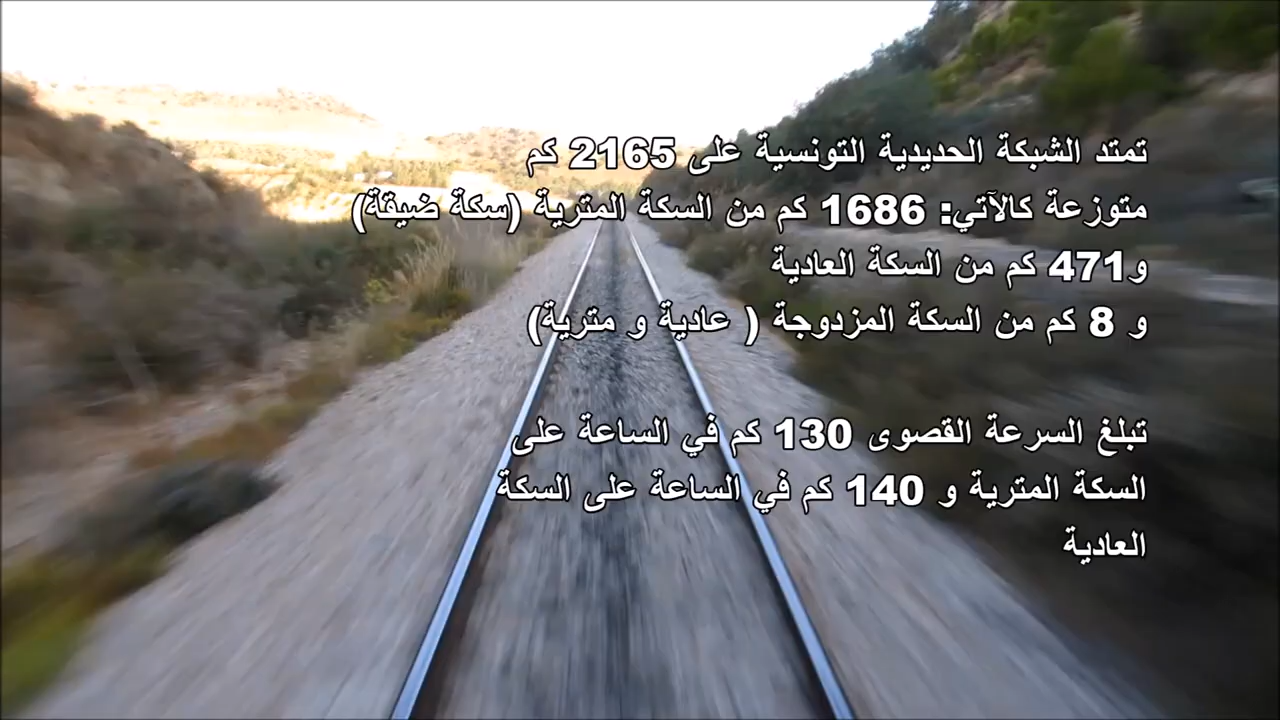 تمتد الشبكة الحديدية التونسية على 2165 كم
متوزعة كالآتي: 1686 كم من السكة المترية (سكة ضيقة)
و471 كم من السكة العادية
و 8 كم من السكة المزدوجة ( عادية و مترية)
تبلغ السرعة القصوى 130 كم في الساعة على
السكة المترية و 140 كم في الساعة على السكة
العادية